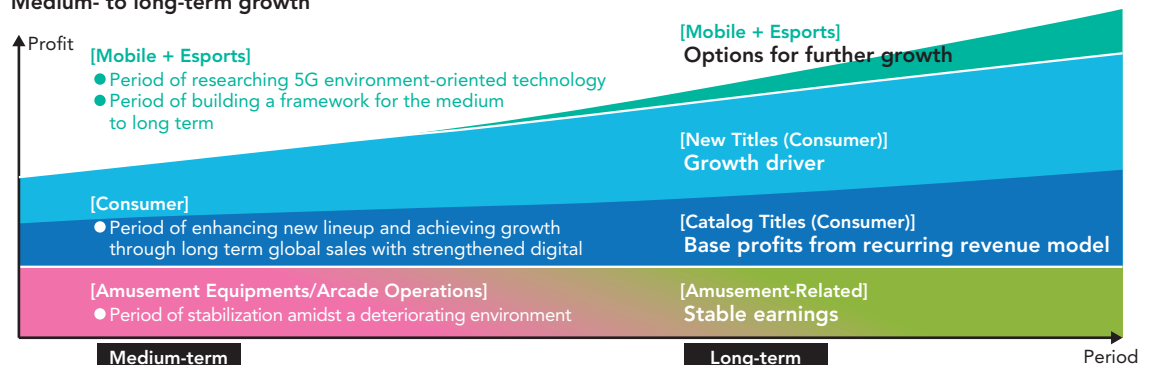 Medium- to long-term growth
Profit
[Mobile + Esports]
● Period of researching 5G environment-oriented technology
● Period of building a framework for the medium
to long term
[Mobile + Esports]
Options for further growth
[New Titles (Consumer)]
Growth driver
[Consumer]
● Period of enhancing new lineup and achieving growth
through long term global sales with strengthened digital
[Catalog Titles (Consumer)]
Base profits from recurring revenue model
[Amusement Equipments/Arcade Operations]
● Period of stabilization amidst a deteriorating environment
[Amusement-Related]
Stable earnings
Medium-term
Long-term
Period